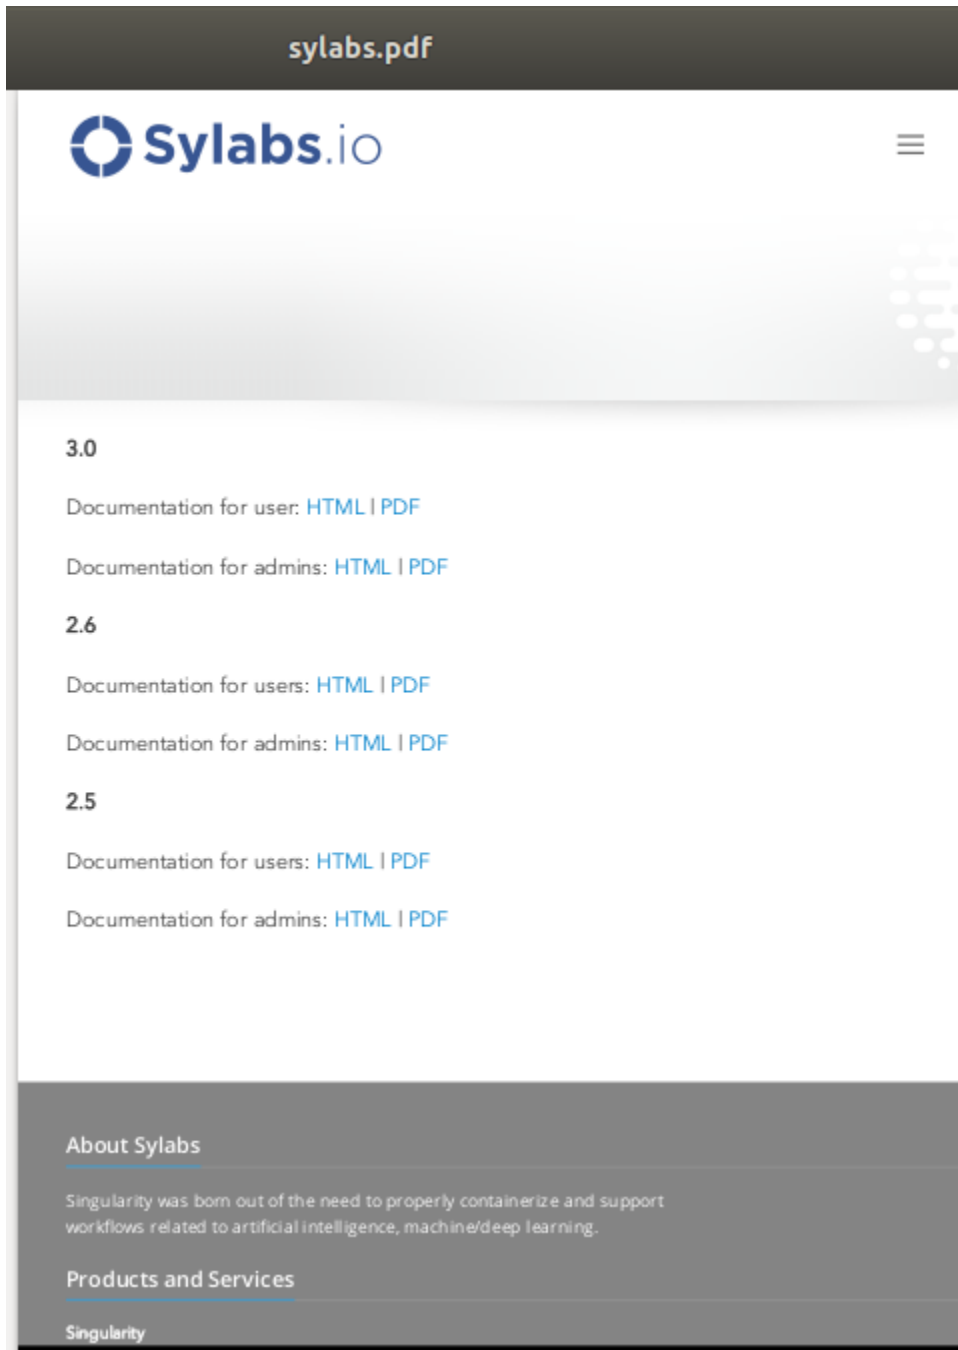 sylabs.pdf
Sylabs.io
3.0
Documentation for user: HTML | PDF
Documentation for admins: HTML | PDF
2.6
Documentation for users: HTML | PDF
Documentation for admins: HTML | PDF
2.5
Documentation for users: HTML | PDF
Documentation for admins: HTML | PDF
About Sylabs
Singularity was born out of the need to properly containerize and support
workflows related to artificial intelligence, machine/deep learning.
Products and Services
Singularity